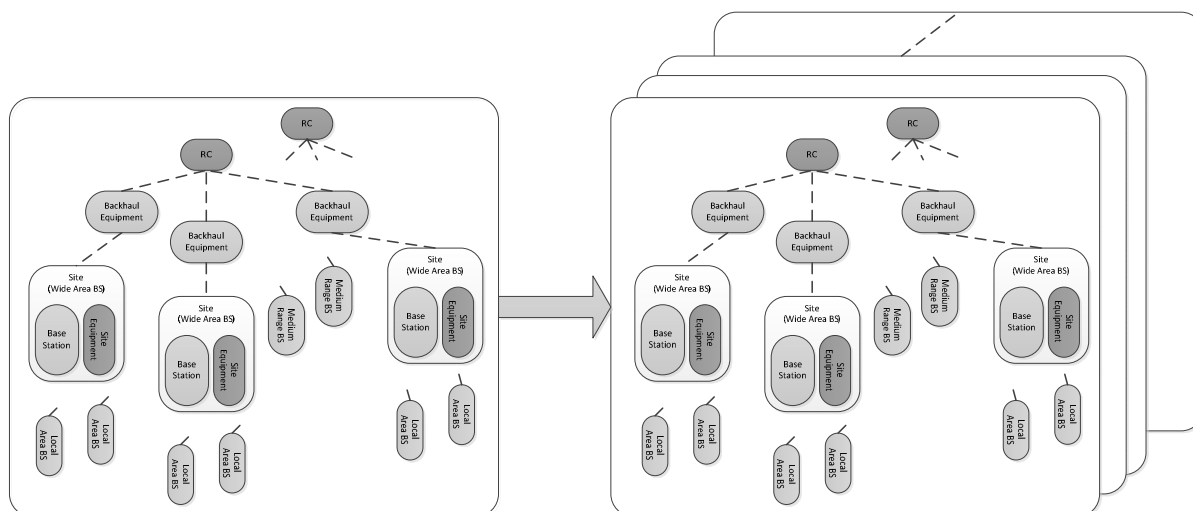 RC
RC
Backhaul
Equipment
Backhaul
Equipment
Backhaul
Equipment
Site
(Wide Area BS)
Base
Station
Site
Equipment
Site
(Wide Area BS)
Base
Station
Site
Equipment
Medium
Range BS
Medium
Range BS
Site
(Wide Area BS)
Base
Station
Site
Equipment
Local
Area BS
Local
Area BS
Local
Area BS
Local
Area BS
Local
Area BS
Local
Area BS
RC
RC
Backhaul
Equipment
Backhaul
Equipment
Backhaul
Equipment
Site
(Wide Area BS)
Base
Station
Site
Equipment
Site
(Wide Area BS)
Base
Station
Site
Equipment
Medium
Range BS
Medium
Range BS
Site
(Wide Area BS)
Base
Station
Site
Equipment
Local
Area BS
Local
Area BS
Local
Area BS
Local
Area BS
Local
Area BS
Local
Area BS